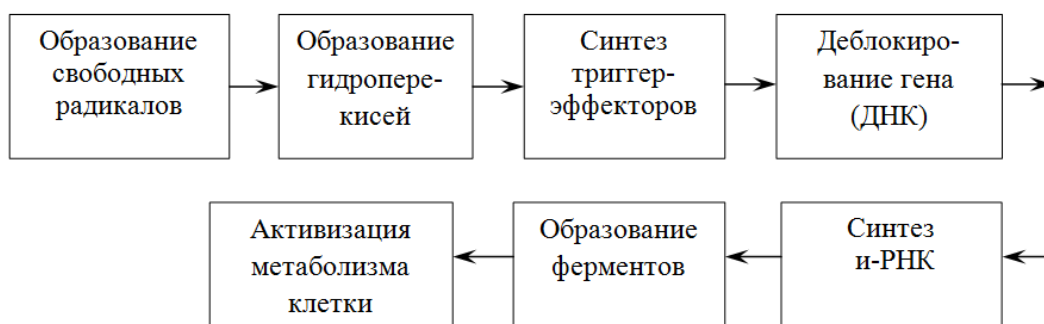 Образование
свободных
радикалов
Образование
гидропере-
кисей
Синтез
триггер-
эффекторов
Деблокиро-
вание гена
(ДНК)
Активизация
метаболизма
клетки
Образование
ферментов
Синтез
и-РНК